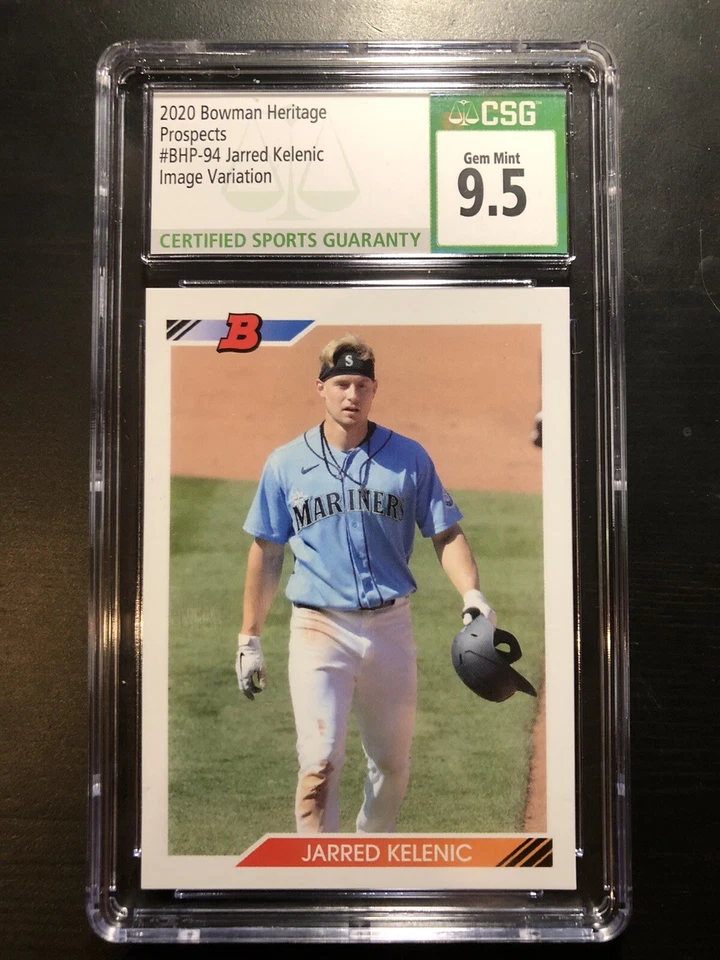 2020 Bowman Heritage
Prospects
#BHP-94 Jarred Kelenic
Image Variation
CERTIFIED SPORTS GUARANTY
CSG™
Gem Mint
9.5
B
S
MARINERS
JARRED KELENIC